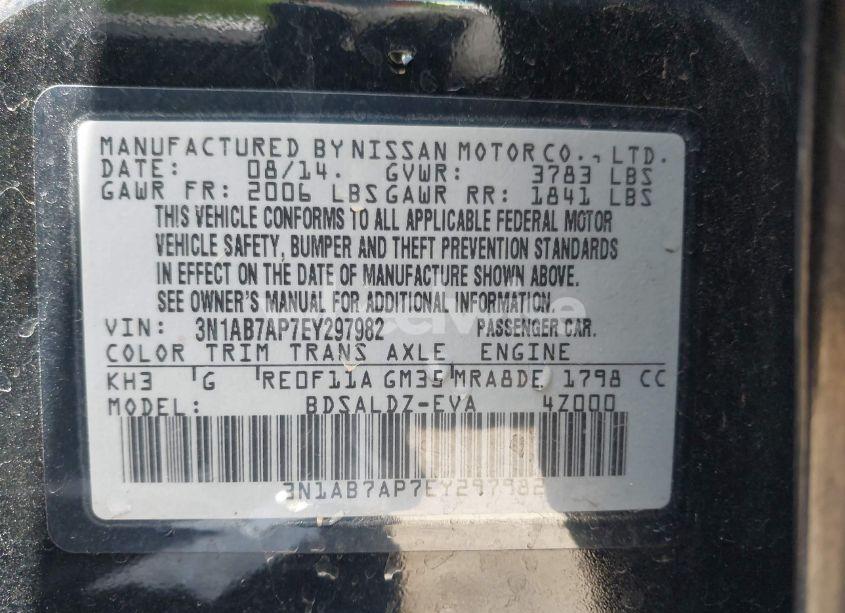 MANUFACTURED BY NISSAN MOTOR CO., LTD.
DATE: 08/14. GVWR: 3783 LBS
GAWR FR: 2006 LBS GAWR RR: 1841 LBS
THIS VEHICLE CONFORMS TO ALL APPLICABLE FEDERAL MOTOR
VEHICLE SAFETY, BUMPER AND THEFT PREVENTION STANDARDS
IN EFFECT ON THE DATE OF MANUFACTURE SHOWN ABOVE.
SEE OWNER'S MANUAL FOR ADDITIONAL INFORMATION.
VIN: 3N1AB7AP7EY297982 PASSENGER CAR.
COLOR TRIM TRANS AXLE ENGINE
KH3 G RE0F11A GM35 MRA8DE 1798 CC
MODEL: BDSALDZ-EVA 4Z000
3N1AB7AP7EY297982